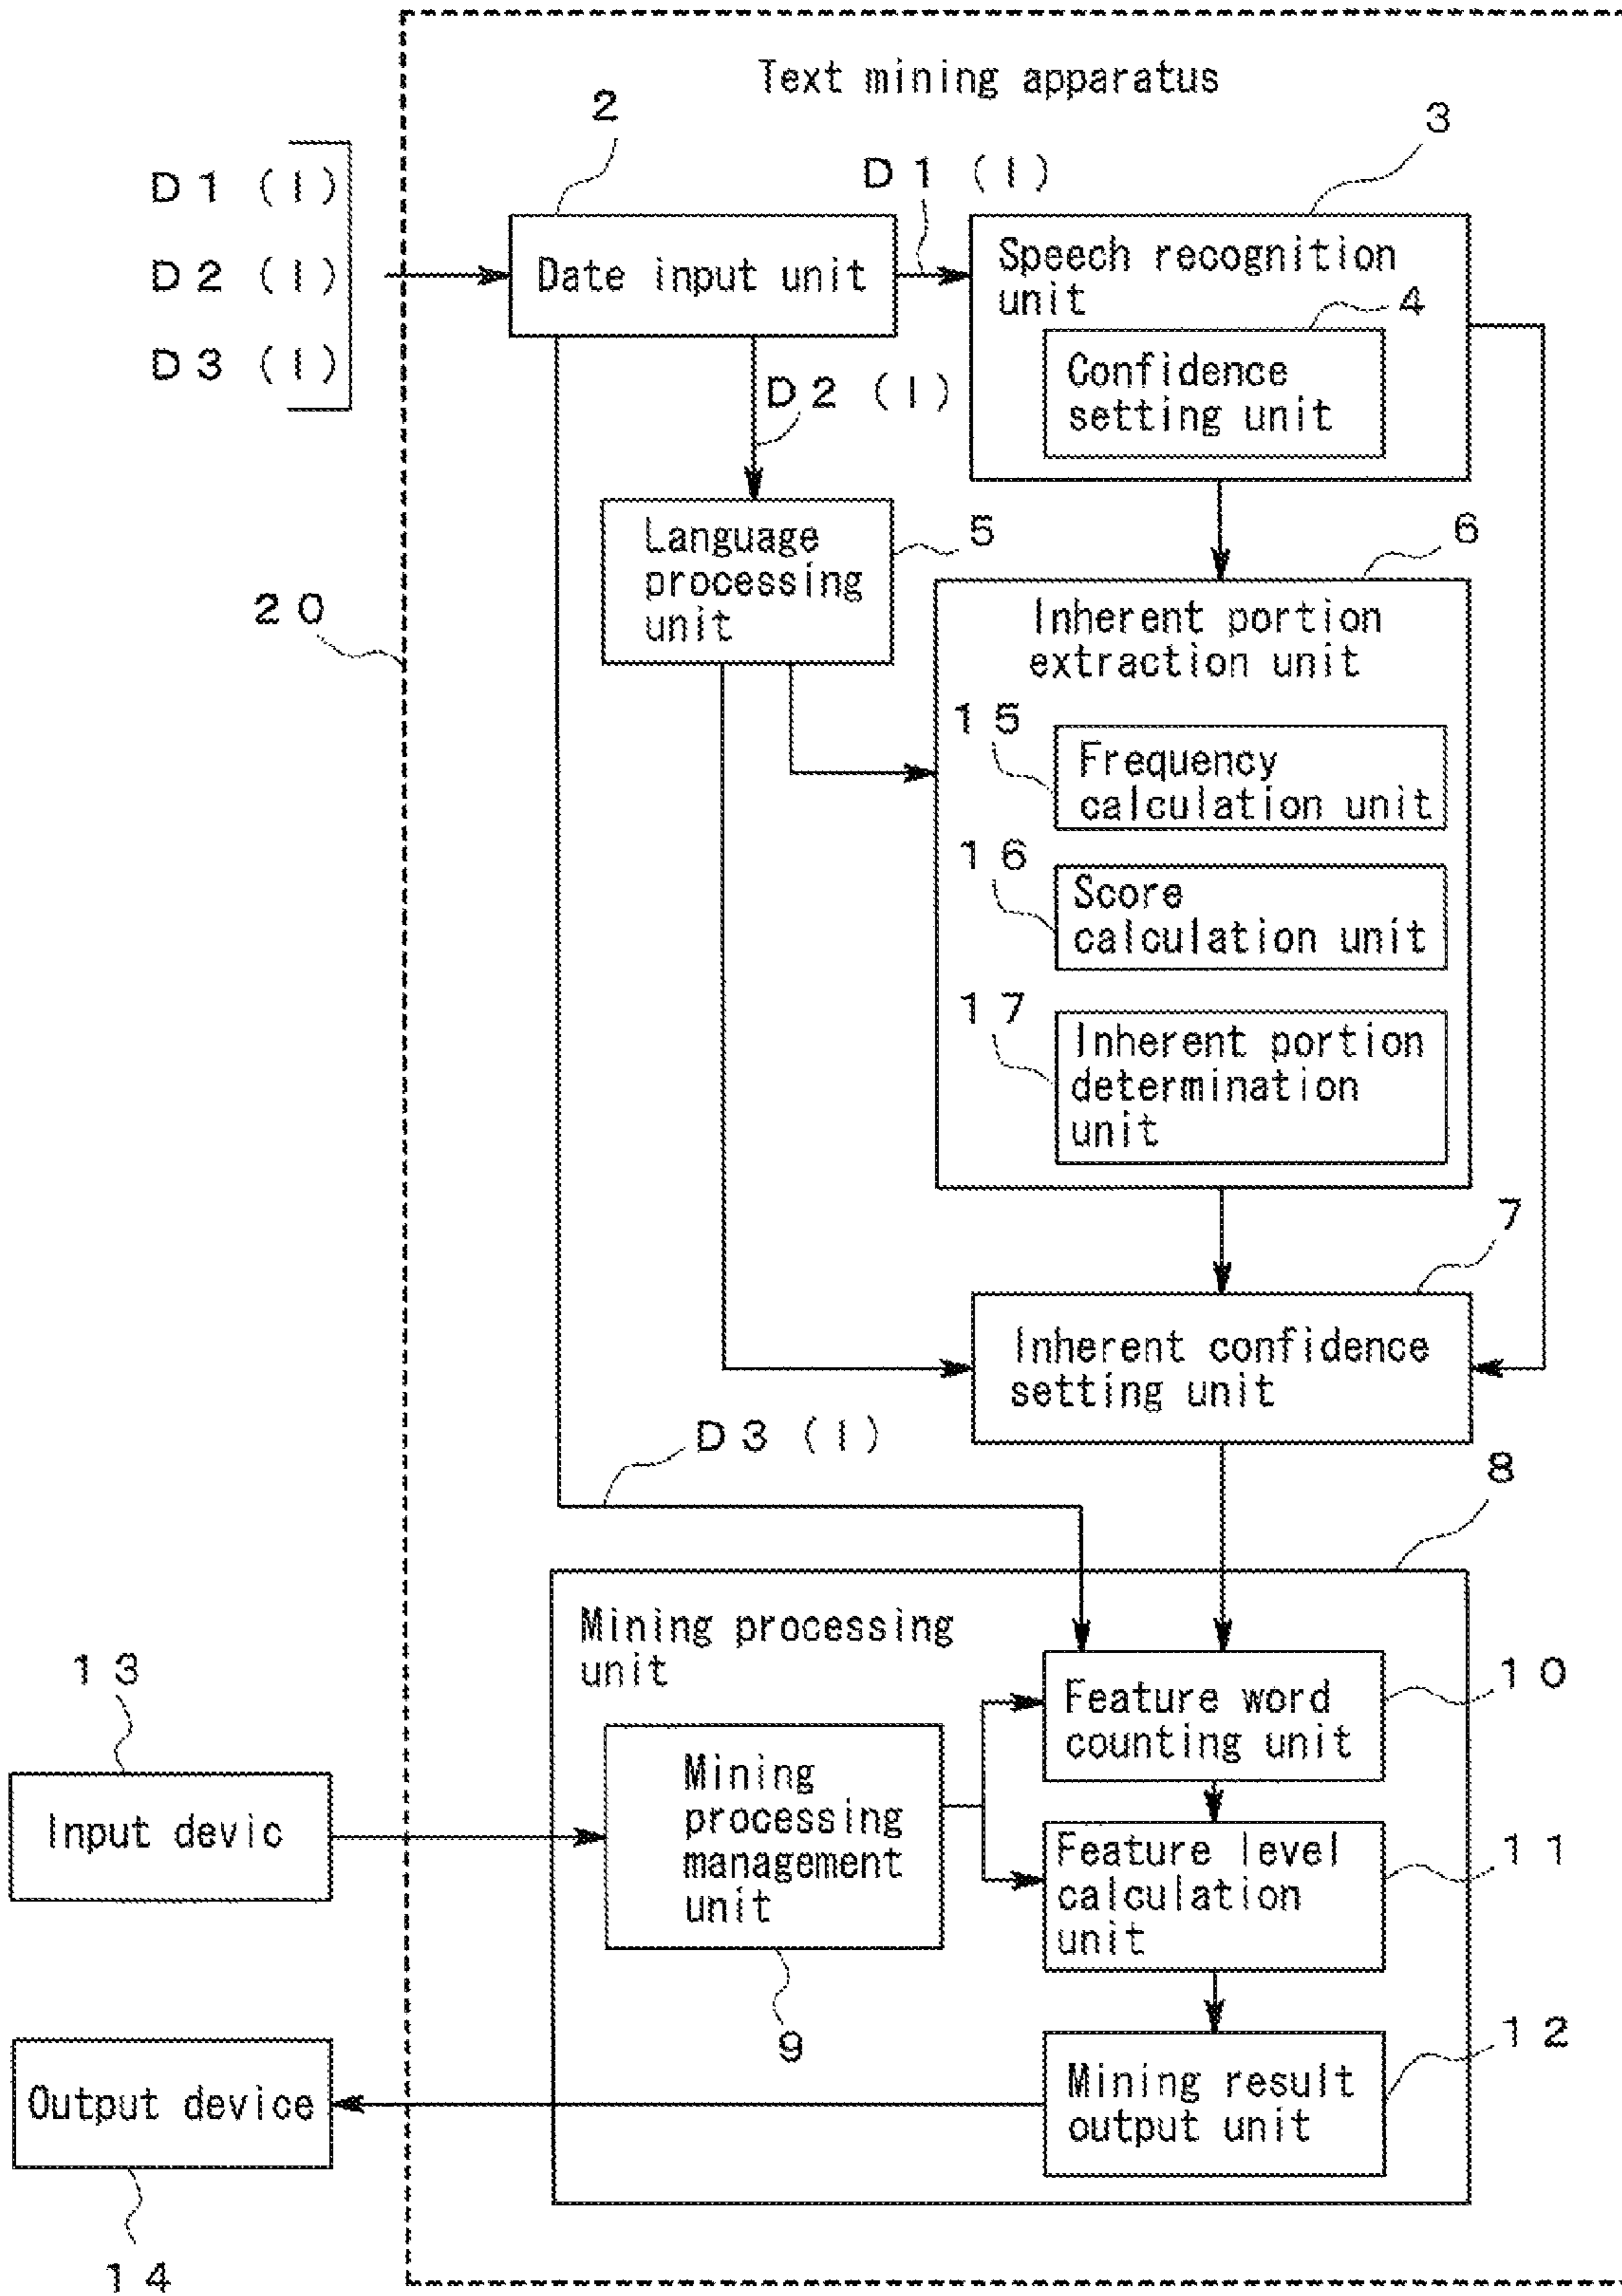 Text mining apparatus
2
3
D1 (I)
D1 (I)
D2 (I)
D3 (I)
Date input unit
Speech recognition
unit
4
Confidence
setting unit
D2 (I)
Language
processing
unit
5
6
20
Inherent portion
extraction unit
15
Frequency
calculation unit
16
Score
calculation unit
17
Inherent portion
determination
unit
7
Inherent confidence
setting unit
D3 (I)
8
Mining processing
unit
13
10
Feature word
counting unit
Input devic
Mining
processing
management
unit
Feature level
calculation
unit
11
9
12
Output device
Mining result
output unit
14